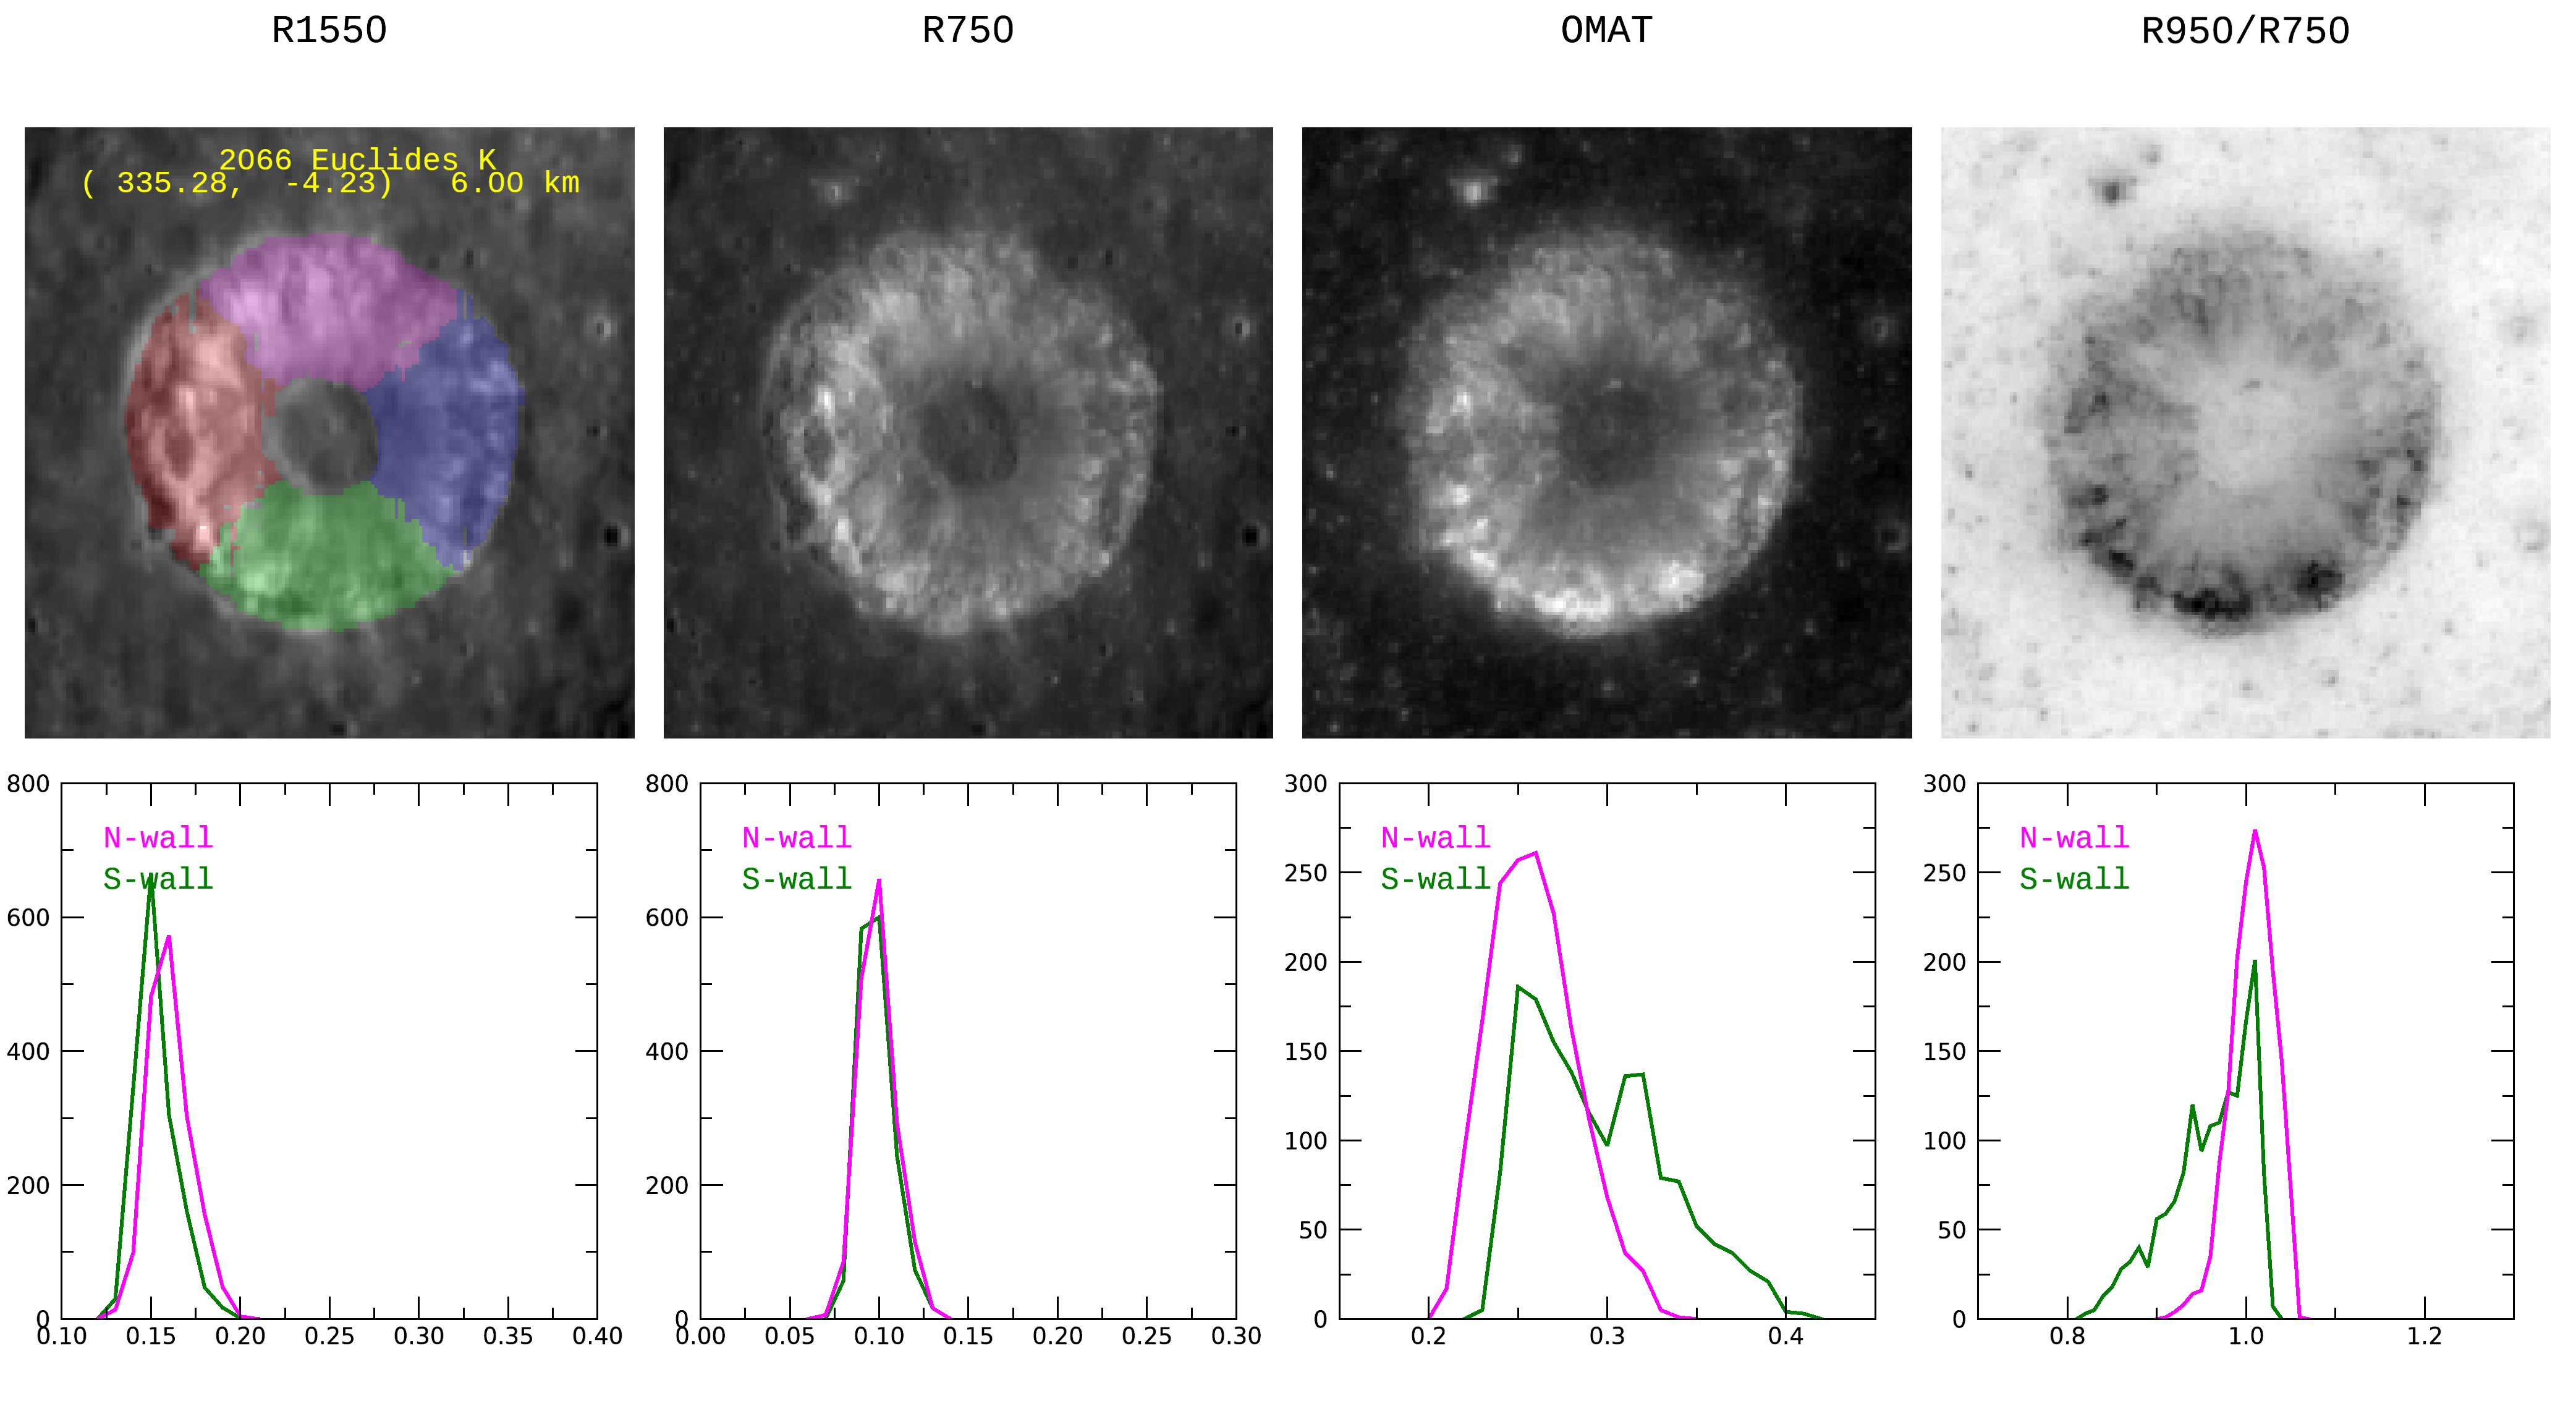 R1550 R750 OMAT R950/R750
2066 Euclides K
( 335.28, -4.23) 6.00 km
800 800 300 300
N-wall N-wall N-wall N-wall
S-wall S-wall S-wall S-wall
250 250
600 600
200 200
400 400 150 150
100 100
200 200
50 50
0 0 0 0
0.10 0.15 0.20 0.25 0.30 0.35 0.40 0.00 0.05 0.10 0.15 0.20 0.25 0.30 0.2 0.3 0.4 0.8 1.0 1.2